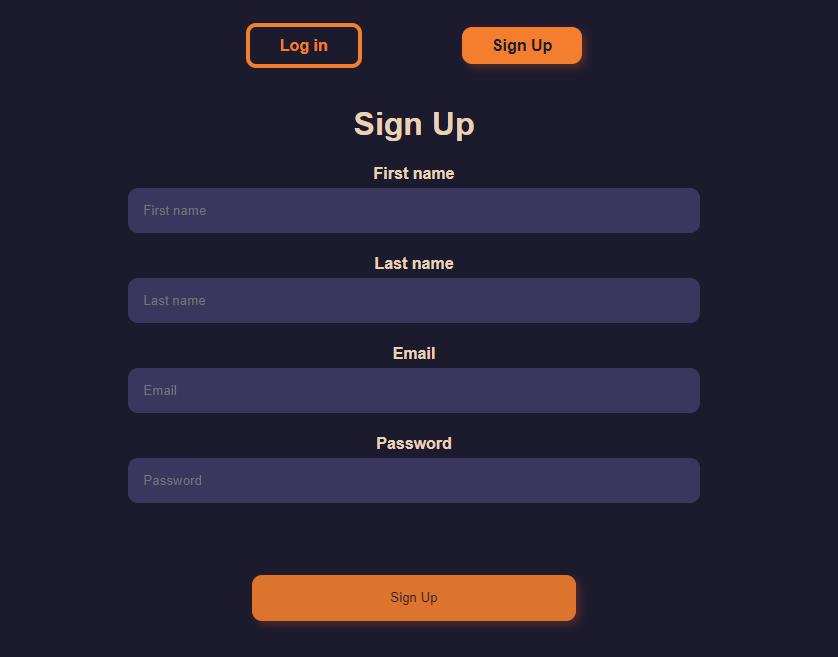 Log in
Sign Up
Sign Up
First name
First name
Last name
Last name
Email
Email
Password
Password
Sign Up